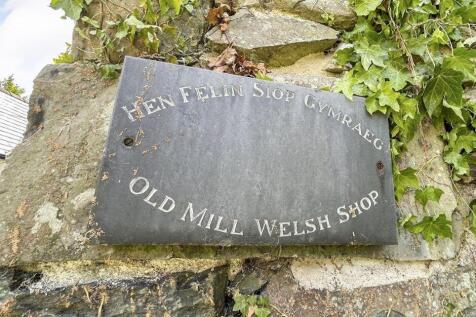 HEN FELIN SIOP GYMRAEG
OLD MILL WELSH SHOP